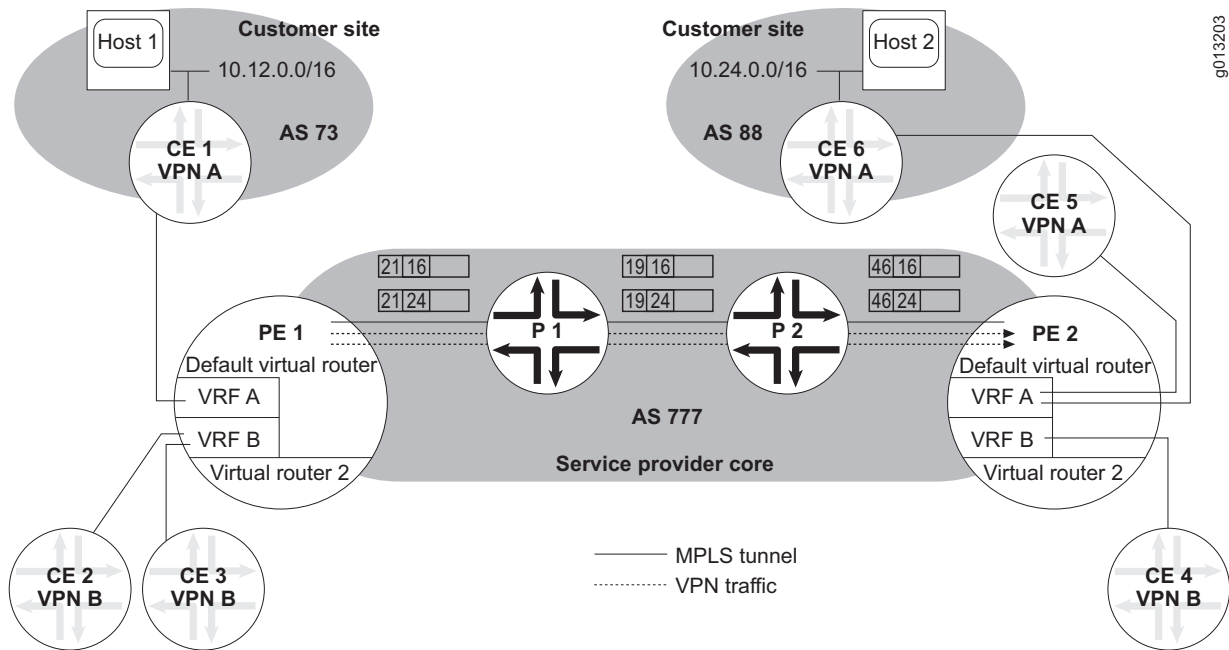 Host 1
Customer site
10.12.0.0/16
AS 73
CE 1
VPN A
Customer site
Host 2
10.24.0.0/16
AS 88
CE 6
VPN A
g013203
CE 5
VPN A
21 16
19 16
46 16
21 24
19 24
46 24
PE 1
P 1
P 2
PE 2
Default virtual router
Default virtual router
VRF A
VRF A
AS 777
VRF B
VRF B
Service provider core
Virtual router 2
Virtual router 2
MPLS tunnel
VPN traffic
CE 2
VPN B
CE 3
VPN B
CE 4
VPN B